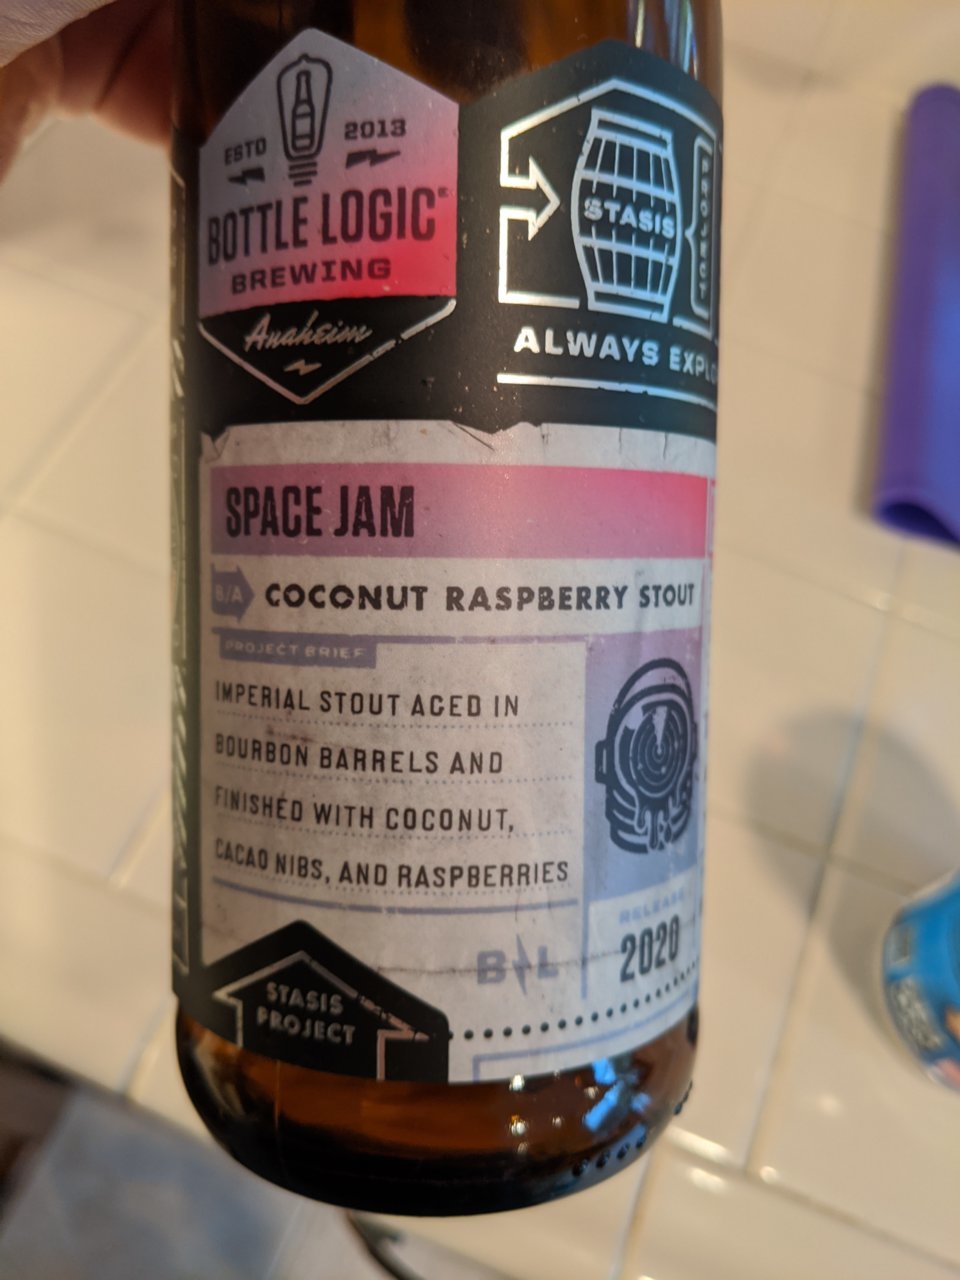 ESTD 2013
BOTTLE LOGIC®
BREWING
Anaheim
STASIS
PROJECT
ALWAYS EXPLO
SPACE JAM
B/A COCONUT RASPBERRY STOUT
PROJECT BRIEF
IMPERIAL STOUT AGED IN
BOURBON BARRELS AND
FINISHED WITH COCONUT,
CACAO NIBS, AND RASPBERRIES
RELEASE
2020
B L
STASIS
PROJECT